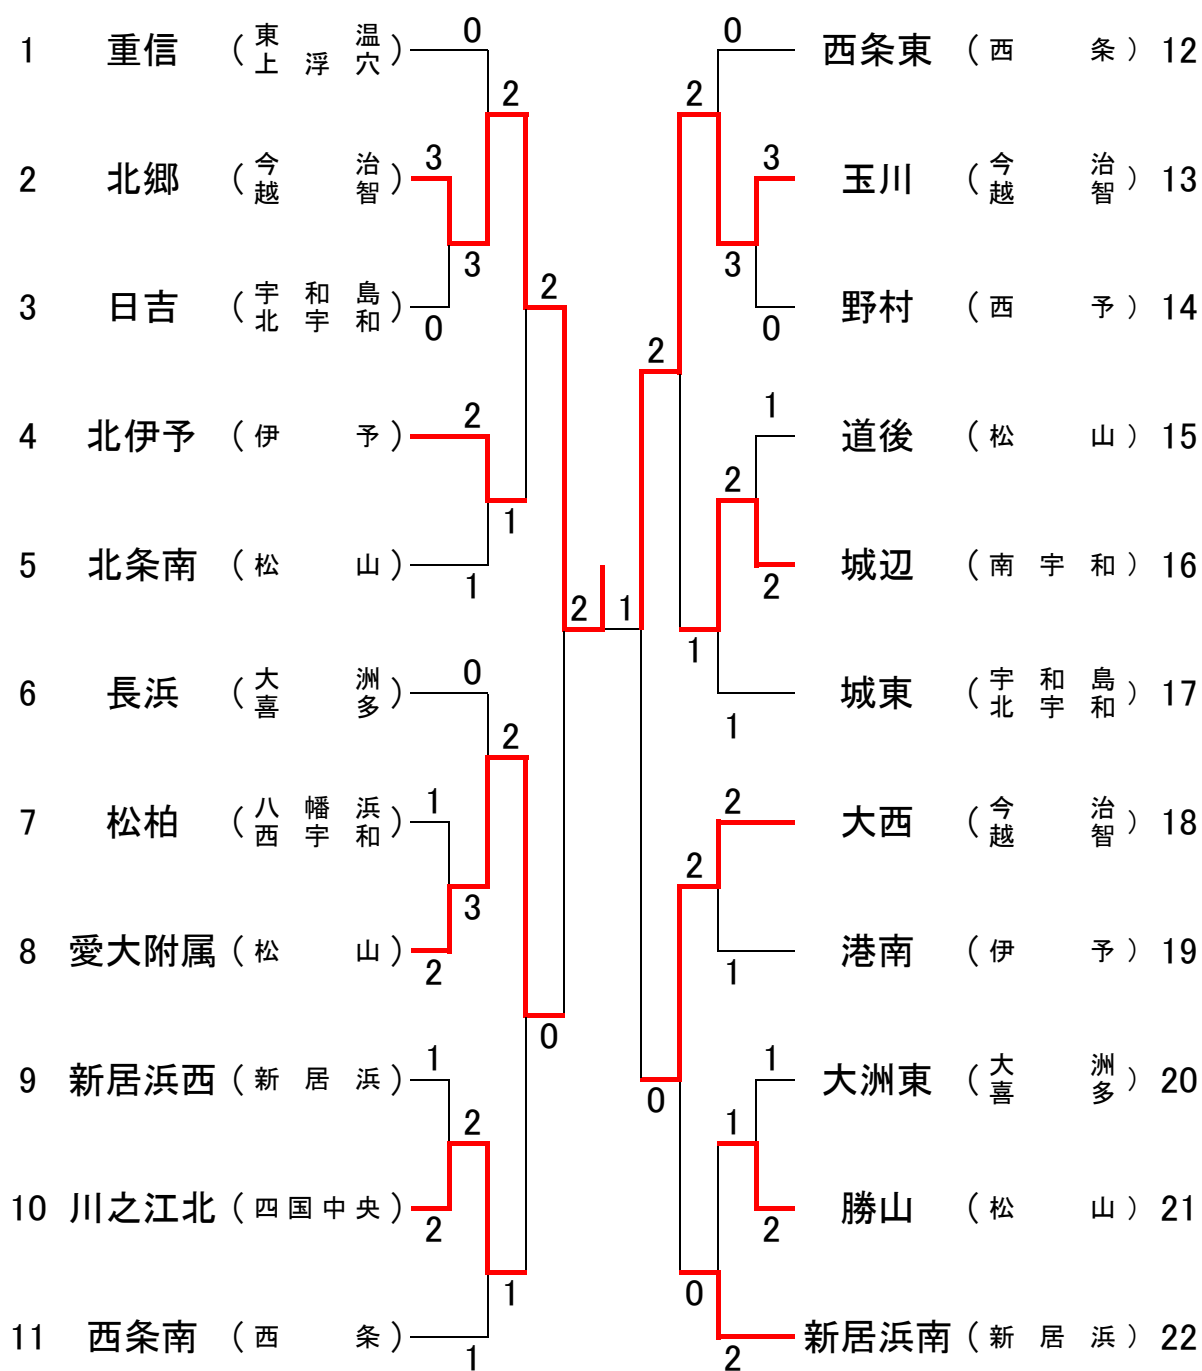 1 重信 (東温 上浮穴) 0
2
2 北郷 (今治 越智) 3
3
3 日吉 (宇和島 北宇和) 0
2
4 北伊予 (伊予) 2
1
5 北条南 (松山) 1
2
6 長浜 (大洲 喜多) 0
2
7 松柏 (八幡浜 西宇和) 1
3
8 愛大附属 (松山) 2
0
9 新居浜西 (新居浜) 1
2
10 川之江北 (四国中央) 2
1
11 西条南 (西条) 1
0 西条東 (西条) 12
2
3 玉川 (今治 越智) 13
3
0 野村 (西予) 14
2
1 道後 (松山) 15
2
2 城辺 (南宇和) 16
1
1
1 城東 (宇和島 北宇和) 17
2 大西 (今治 越智) 18
2
1 港南 (伊予) 19
0
1 大洲東 (大洲 喜多) 20
1
2 勝山 (松山) 21
0
2 新居浜南 (新居浜) 22